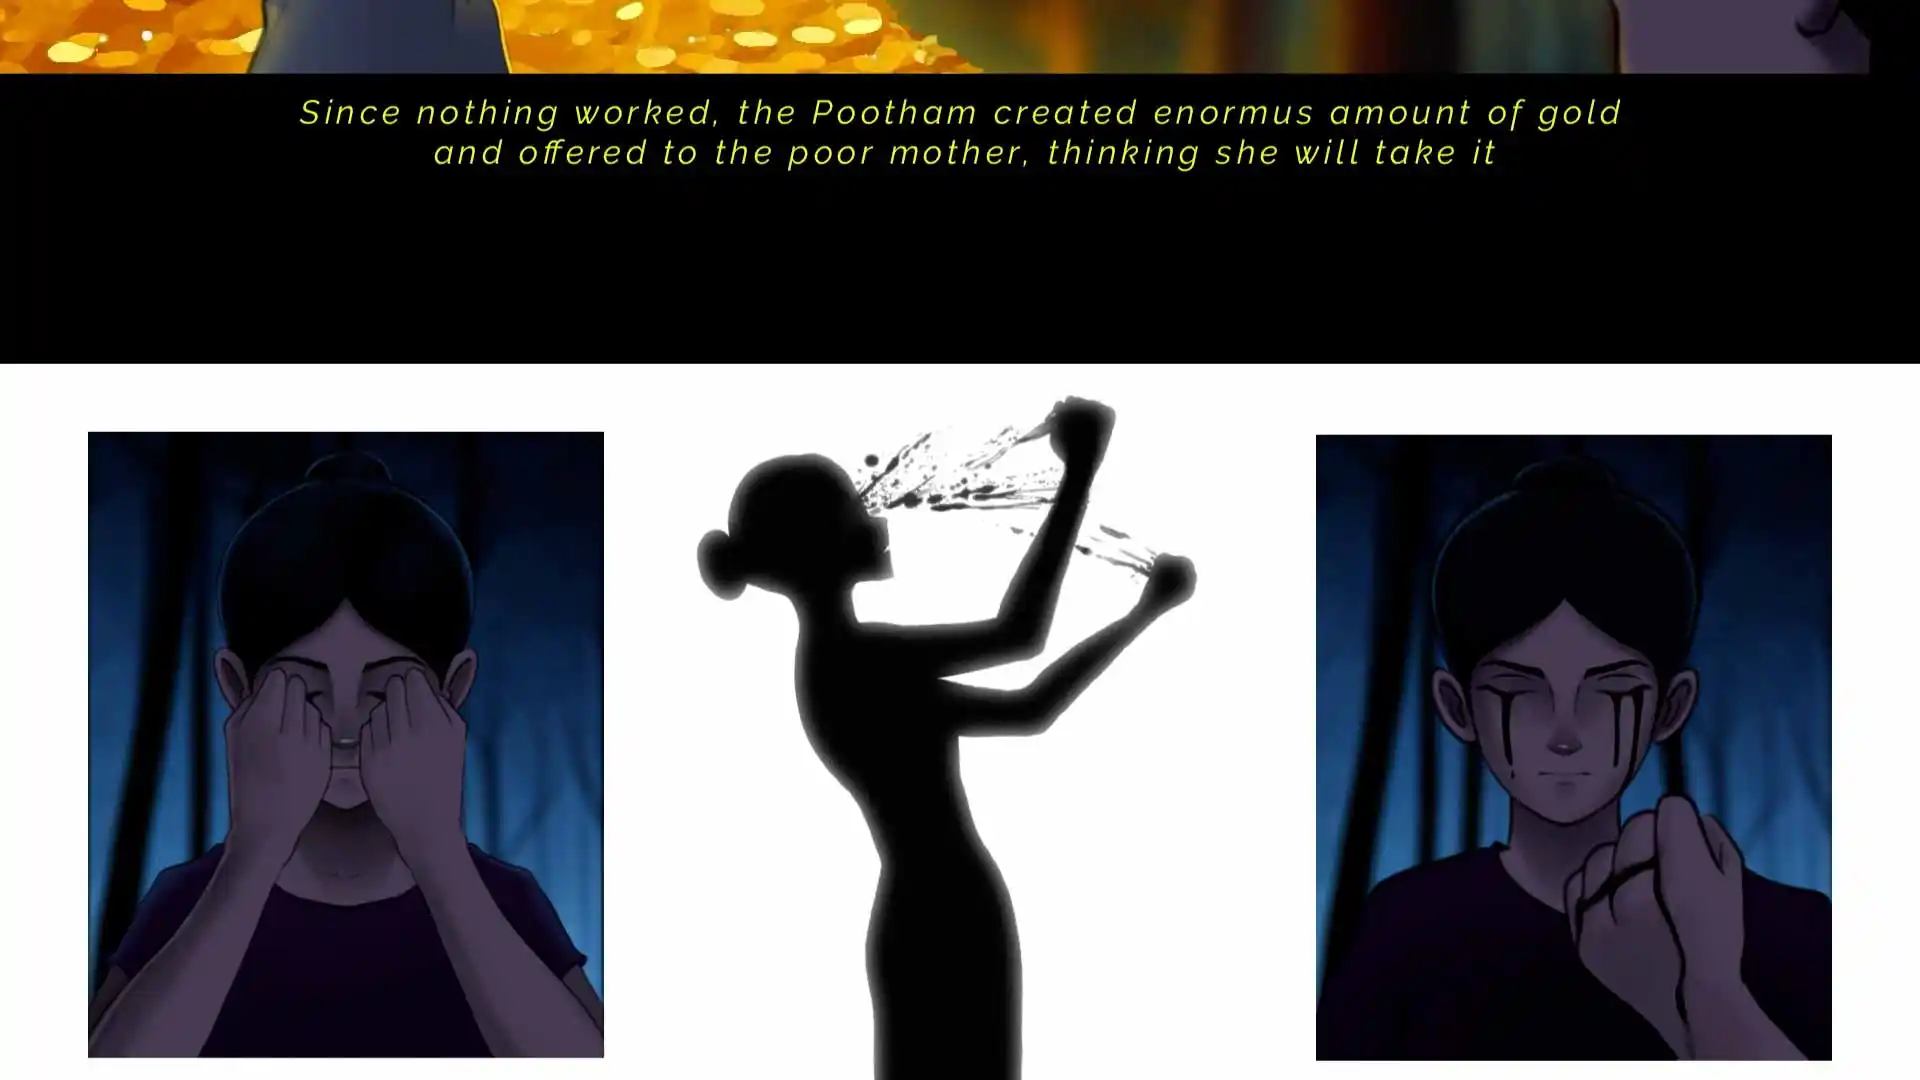 Since nothing worked, the Pootham created enormus amount of gold
and offered to the poor mother, thinking she will take it